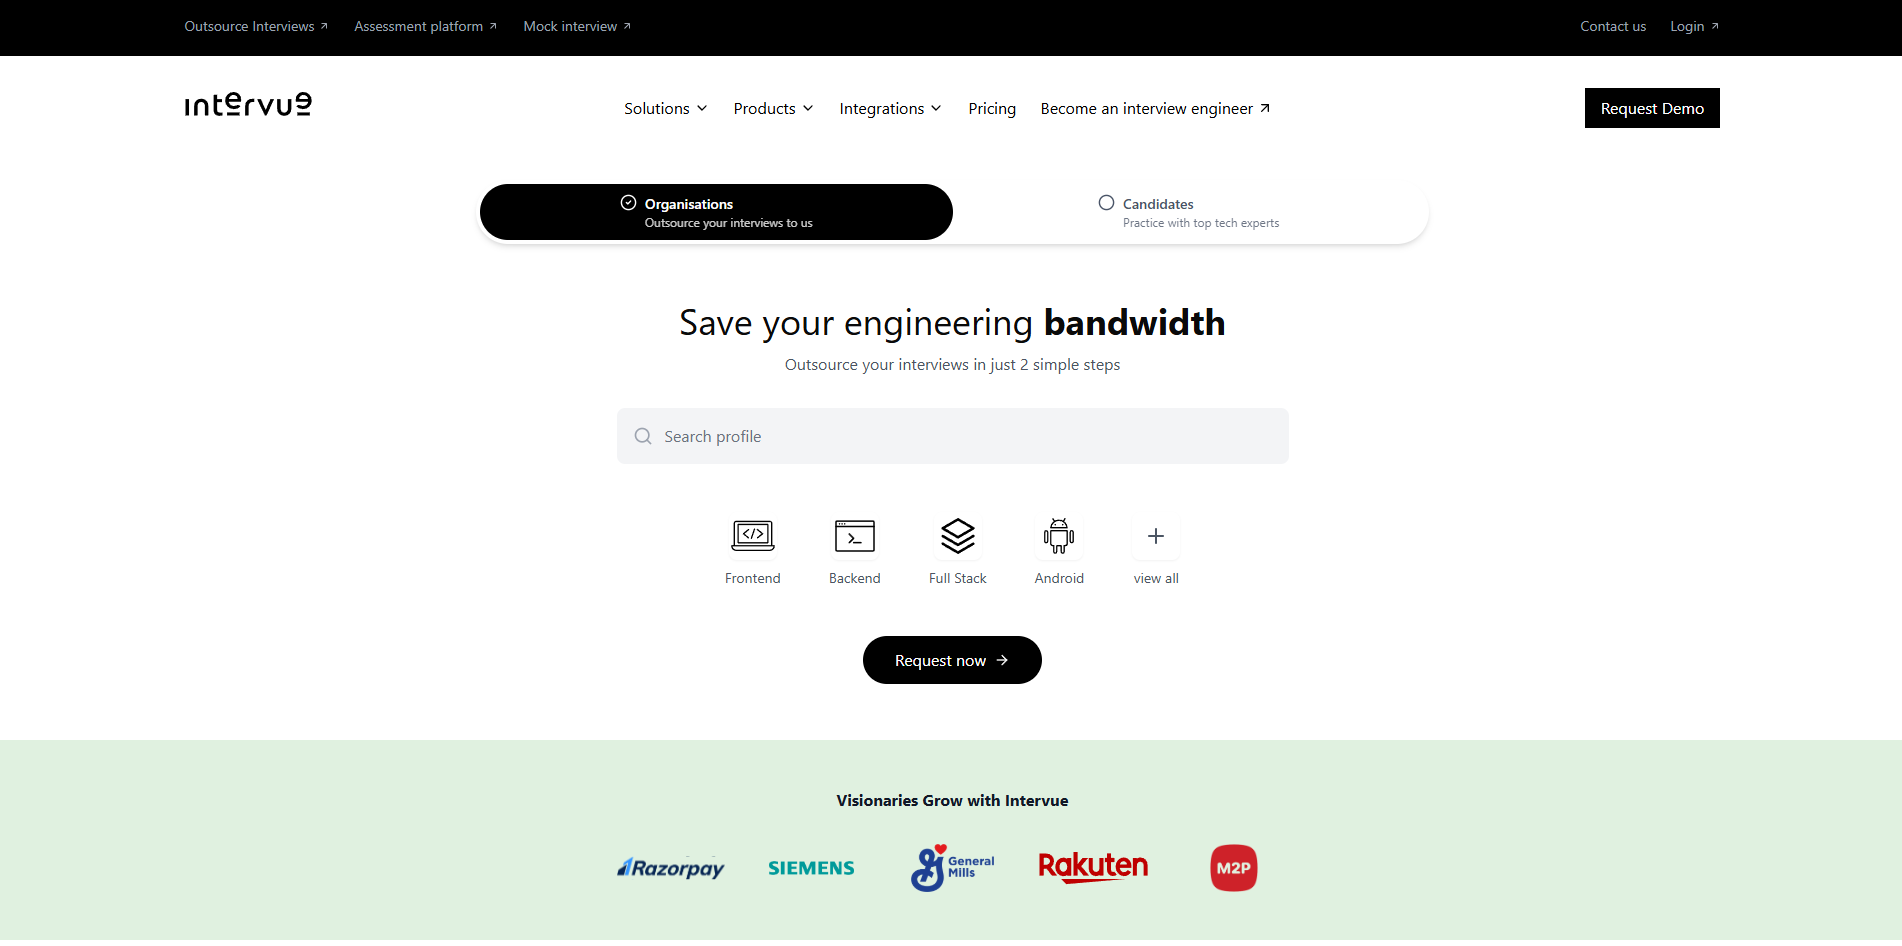 Outsource Interviews
Assessment platform
Mock interview
Contact us
Login
intervue
Solutions
Products
Integrations
Pricing
Become an interview engineer
Request Demo
Organisations
Outsource your interviews to us
Candidates
Practice with top tech experts
Save your engineering bandwidth
Outsource your interviews in just 2 simple steps
Search profile
Frontend
Backend
Full Stack
Android
view all
Request now
Visionaries Grow with Intervue
Razorpay
SIEMENS
General
Mills
Rakuten
M2P